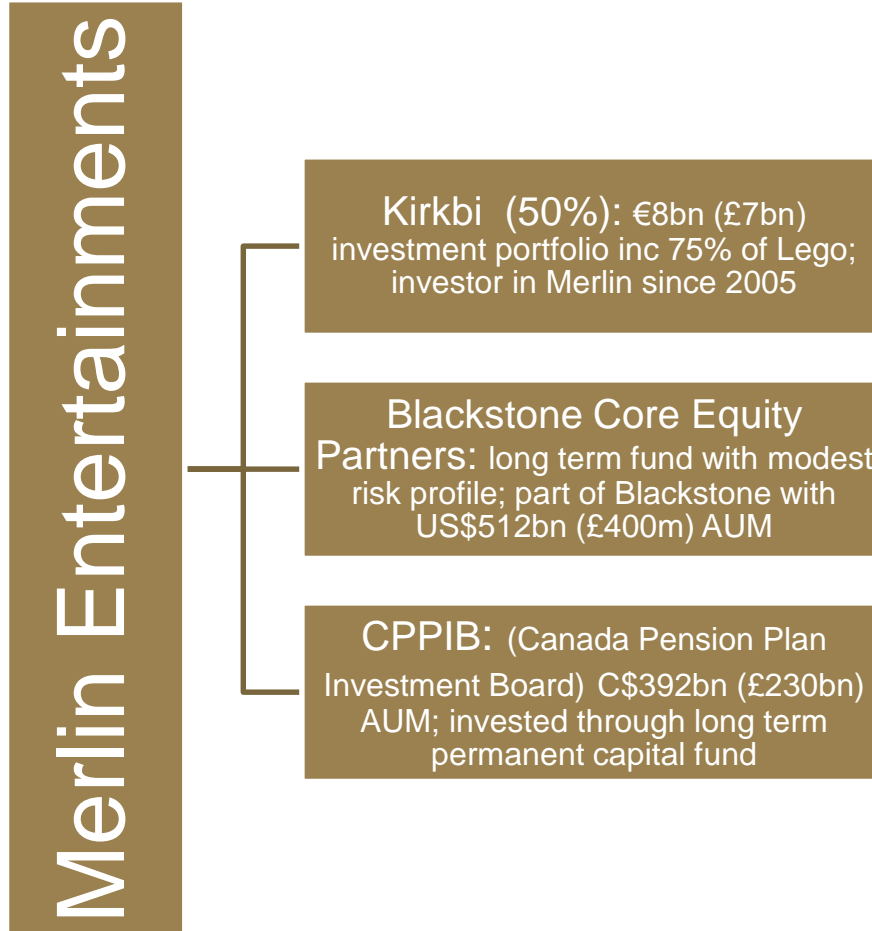 Merlin Entertainments
Kirkbi (50%): €8bn (£7bn)
investment portfolio inc 75% of Lego;
investor in Merlin since 2005
Blackstone Core Equity
Partners: long term fund with modest
risk profile; part of Blackstone with
US$512bn (£400m) AUM
CPPIB: (Canada Pension Plan
Investment Board) C$392bn (£230bn)
AUM; invested through long term
permanent capital fund